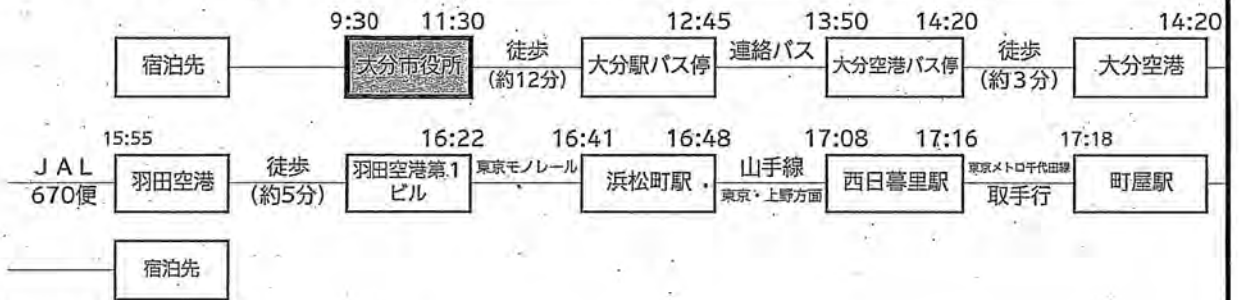 9:30 11:30 12:45 13:50 14:20 14:20
宿泊先 大分市役所 徒歩 (約12分) 大分駅バス停 連絡バス 大分空港バス停 徒歩 (約3分) 大分空港
15:55 16:22 16:41 16:48 17:08 17:16 17:18
JAL 670便 羽田空港 徒歩 (約5分) 羽田空港第1ビル 東京モノレール 浜松町駅 山手線 東京・上野方面 西日暮里駅 東京メトロ千代田線 取手行 町屋駅
宿泊先